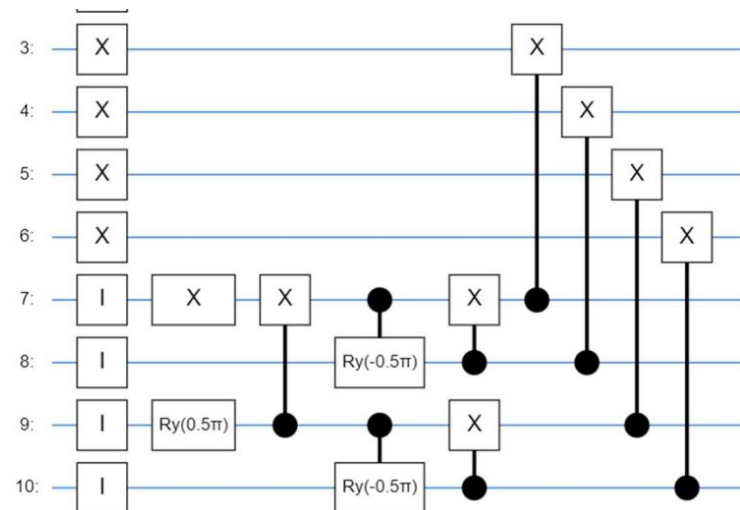 3: X X
4: X X
5: X X
6: X X
7: I X X X
8: I Ry(-0.5π)
9: I Ry(0.5π) X
10: I Ry(-0.5π)